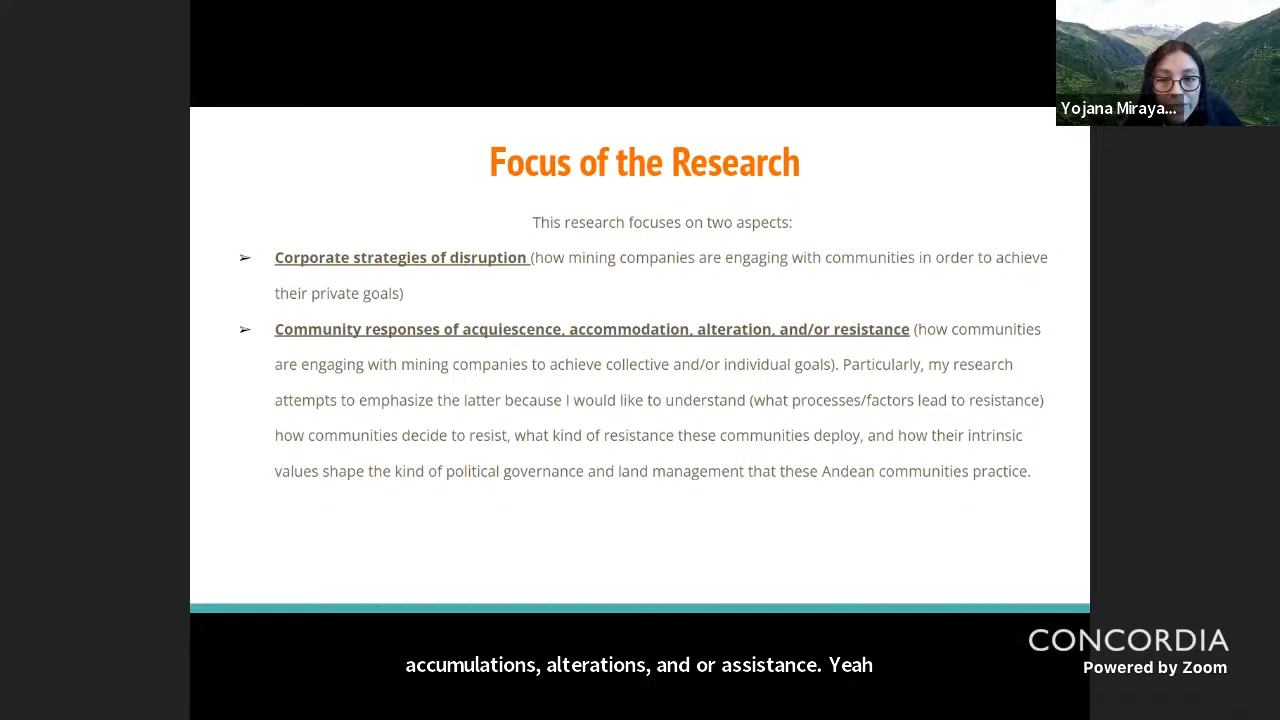 Yojana Miraya...
Focus of the Research
This research focuses on two aspects:
➢ Corporate strategies of disruption (how mining companies are engaging with communities in order to achieve
their private goals)
➢ Community responses of acquiescence, accommodation, alteration, and/or resistance (how communities
are engaging with mining companies to achieve collective and/or individual goals). Particularly, my research
attempts to emphasize the latter because I would like to understand (what processes/factors lead to resistance)
how communities decide to resist, what kind of resistance these communities deploy, and how their intrinsic
values shape the kind of political governance and land management that these Andean communities practice.
CONCORDIA
Powered by Zoom
accumulations, alterations, and or assistance. Yeah